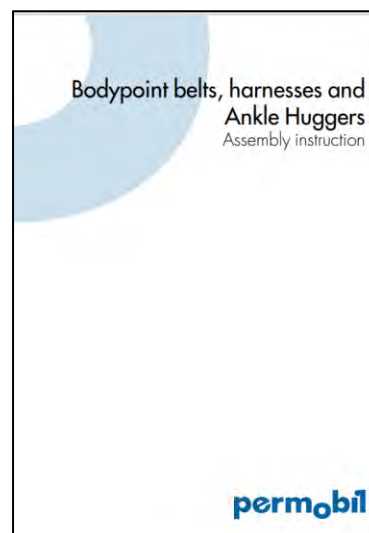 Bodypoint belts, harnesses and
Ankle Huggers
Assembly instruction
permobil